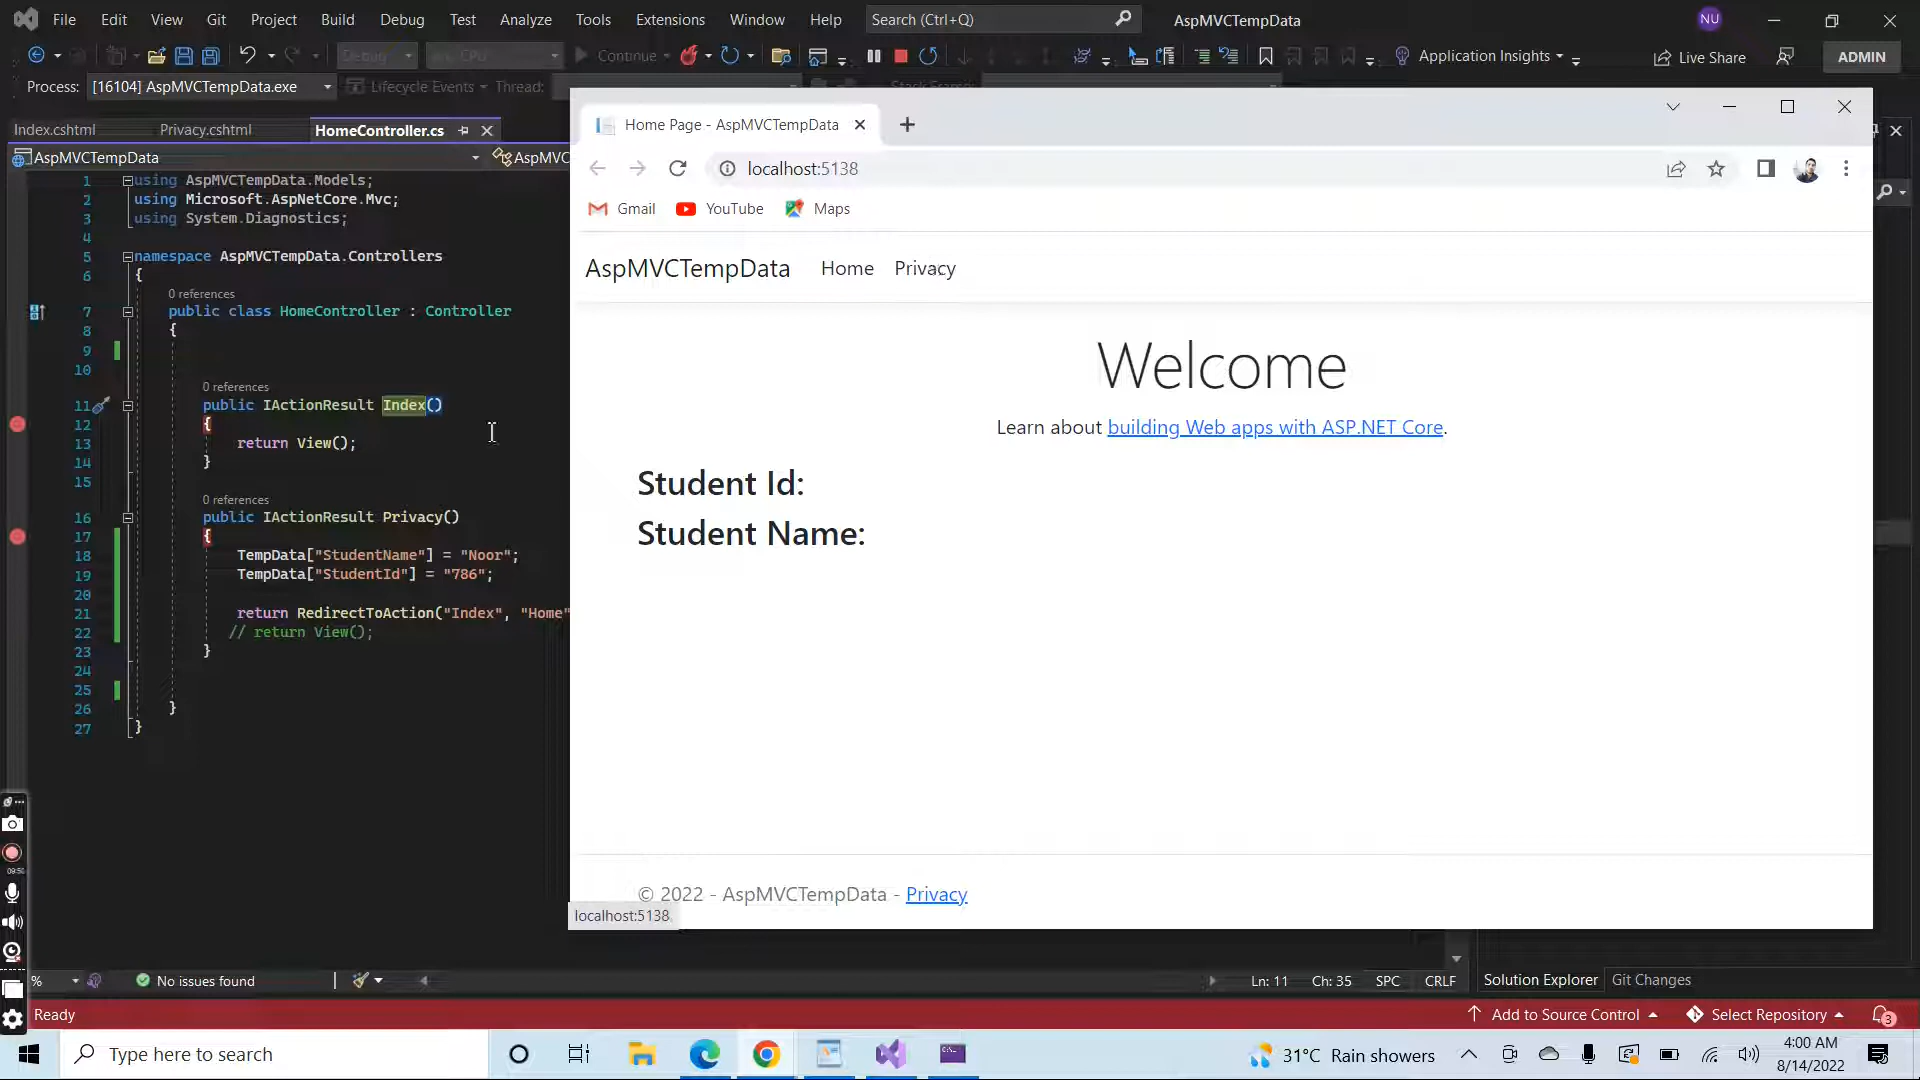 File Edit View Git Project Build Debug Test Analyze Tools Extensions Window Help Search (Ctrl+Q) AspMVCTempData NU
Debug Continue Application Insights Live Share ADMIN
Process: [16104] AspMVCTempData.exe Lifecycle Events Thread:
Index.cshtml Privacy.cshtml HomeController.cs
AspMVCTempData AspMVC
1 using AspMVCTempData.Models;
2 using Microsoft.AspNetCore.Mvc;
3 using System.Diagnostics;
4
5 namespace AspMVCTempData.Controllers
6 {
0 references
7 public class HomeController : Controller
8 {
9
10
0 references
11 public IActionResult Index()
12 {
13 return View();
14 }
15
0 references
16 public IActionResult Privacy()
17 {
18 TempData["StudentName"] = "Noor";
19 TempData["StudentId"] = "786";
20
21 return RedirectToAction("Index", "Home"
22 // return View();
23 }
24
25
26 }
27 }
Home Page - AspMVCTempData
localhost:5138
Gmail YouTube Maps
AspMVCTempData Home Privacy
Welcome
Learn about building Web apps with ASP.NET Core.
Student Id:
Student Name:
© 2022 - AspMVCTempData - Privacy
localhost:5138
% No issues found Ln: 11 Ch: 35 SPC CRLF Solution Explorer Git Changes
Ready Add to Source Control Select Repository 3
Type here to search 31°C Rain showers 4:00 AM
8/14/2022